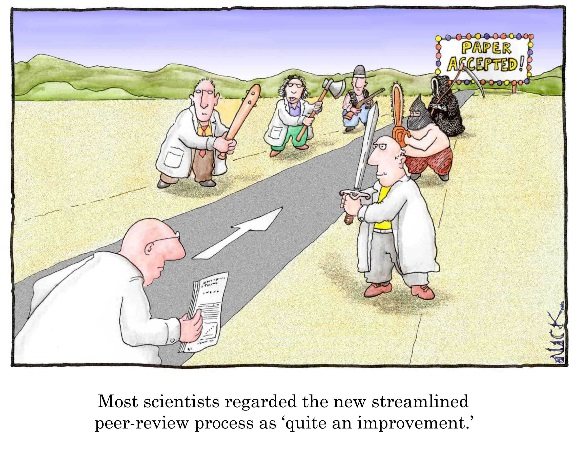 PAPER
ACCEPTED!
Most scientists regarded the new streamlined
peer-review process as ‘quite an improvement.’